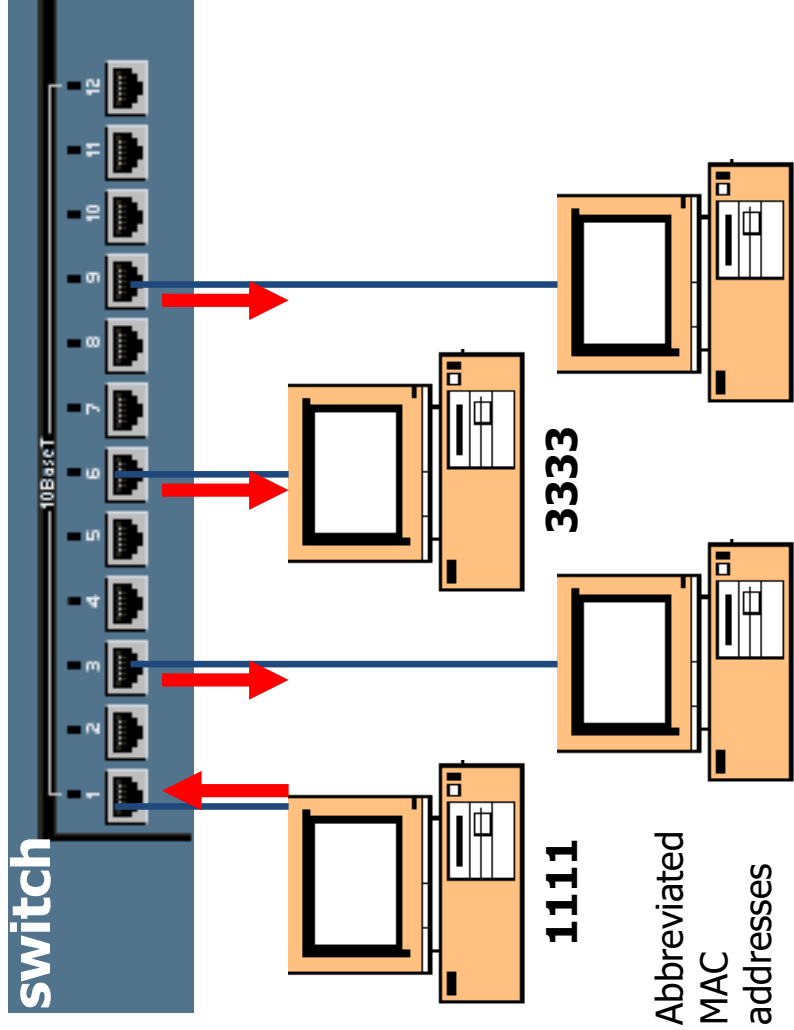 switch
10BaseT
1 2 3 4 5 6 7 8 9 10 11 12
1111
3333
Abbreviated
MAC
addresses